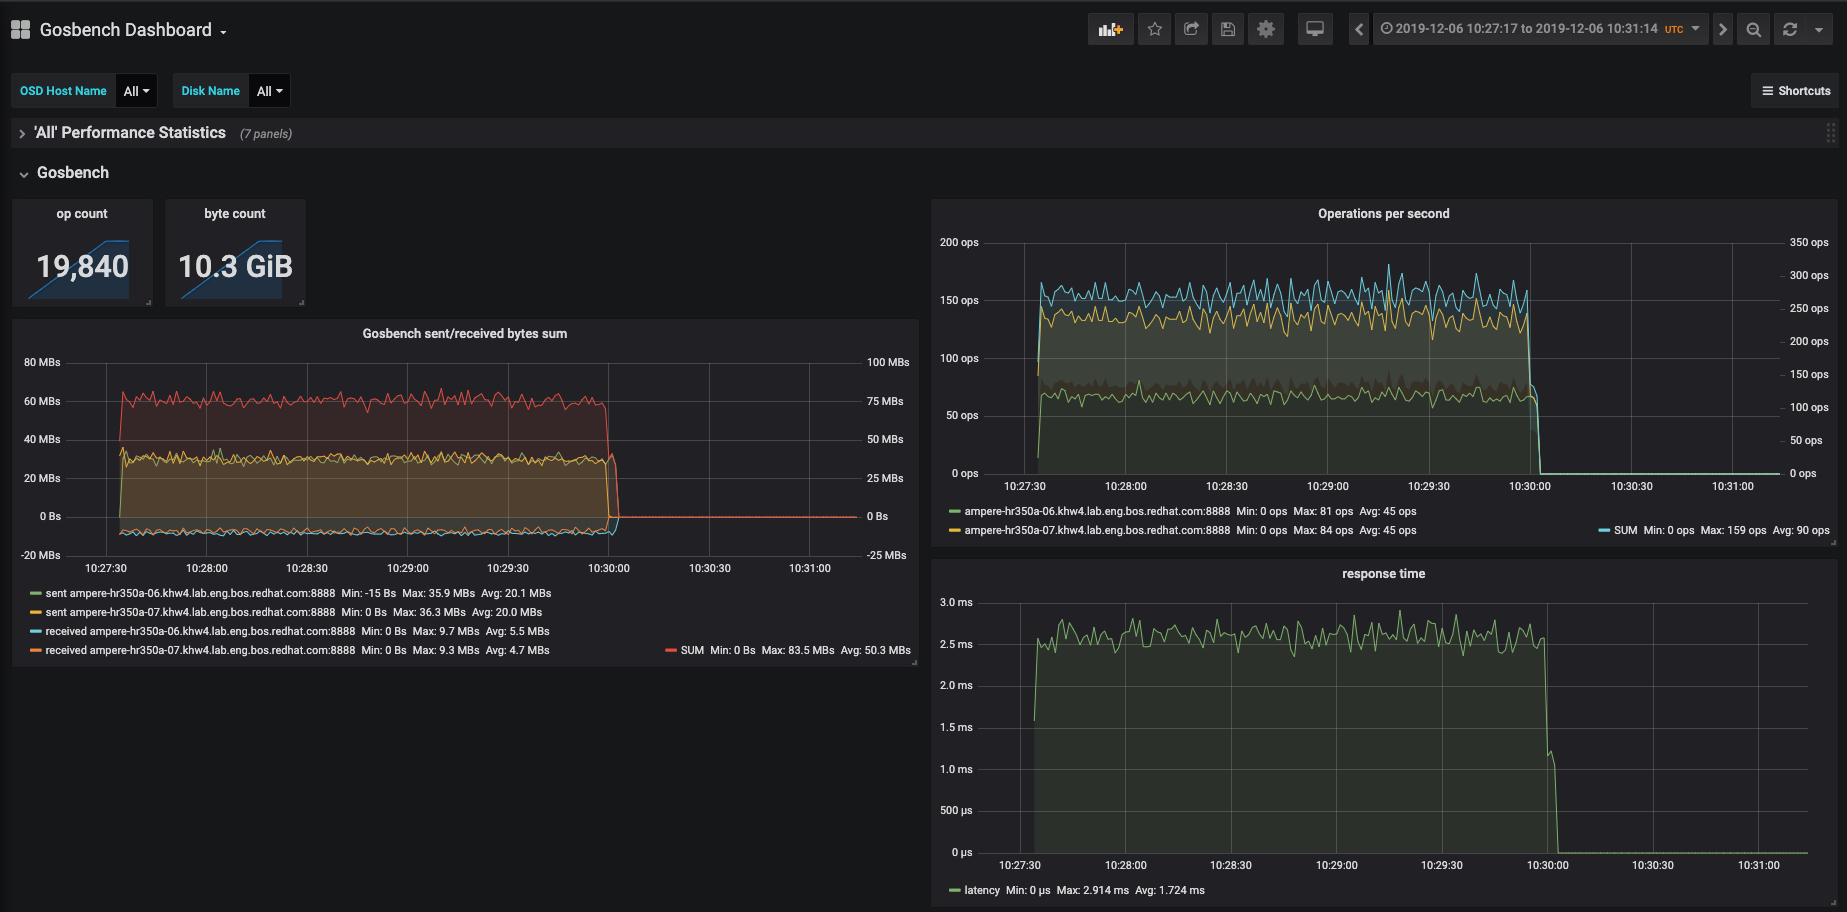 Gosbench Dashboard
2019-12-06 10:27:17 to 2019-12-06 10:31:14 UTC
OSD Host Name All
Disk Name All
Shortcuts
'All' Performance Statistics (7 panels)
Gosbench
op count
19,840
byte count
10.3 GiB
Gosbench sent/received bytes sum
80 MBs
60 MBs
40 MBs
20 MBs
0 Bs
-20 MBs
100 MBs
75 MBs
50 MBs
25 MBs
0 Bs
-25 MBs
10:27:30 10:28:00 10:28:30 10:29:00 10:29:30 10:30:00 10:30:30 10:31:00
sent ampere-hr350a-06.khw4.lab.eng.bos.redhat.com:8888 Min: -15 Bs Max: 35.9 MBs Avg: 20.1 MBs
sent ampere-hr350a-07.khw4.lab.eng.bos.redhat.com:8888 Min: 0 Bs Max: 36.3 MBs Avg: 20.0 MBs
received ampere-hr350a-06.khw4.lab.eng.bos.redhat.com:8888 Min: 0 Bs Max: 9.7 MBs Avg: 5.5 MBs
received ampere-hr350a-07.khw4.lab.eng.bos.redhat.com:8888 Min: 0 Bs Max: 9.3 MBs Avg: 4.7 MBs
SUM Min: 0 Bs Max: 83.5 MBs Avg: 50.3 MBs
Operations per second
200 ops
150 ops
100 ops
50 ops
0 ops
350 ops
300 ops
250 ops
200 ops
150 ops
100 ops
50 ops
0 ops
10:27:30 10:28:00 10:28:30 10:29:00 10:29:30 10:30:00 10:30:30 10:31:00
ampere-hr350a-06.khw4.lab.eng.bos.redhat.com:8888 Min: 0 ops Max: 81 ops Avg: 45 ops
ampere-hr350a-07.khw4.lab.eng.bos.redhat.com:8888 Min: 0 ops Max: 84 ops Avg: 45 ops
SUM Min: 0 ops Max: 159 ops Avg: 90 ops
response time
3.0 ms
2.5 ms
2.0 ms
1.5 ms
1.0 ms
500 µs
0 µs
10:27:30 10:28:00 10:28:30 10:29:00 10:29:30 10:30:00 10:30:30 10:31:00
latency Min: 0 µs Max: 2.914 ms Avg: 1.724 ms